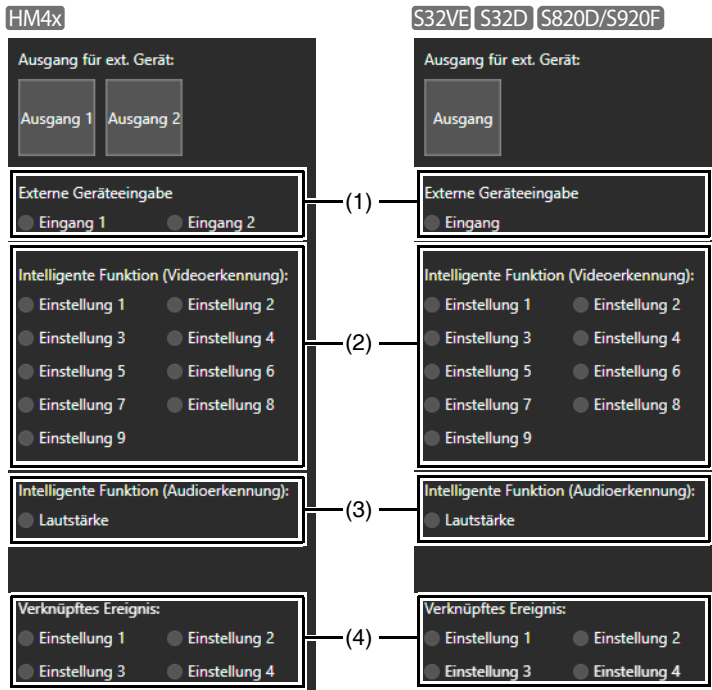 HM4x
Ausgang für ext. Gerät:
Ausgang 1 Ausgang 2
Externe Geräteeingabe
Eingang 1 Eingang 2
Intelligente Funktion (Videoerkennung):
Einstellung 1 Einstellung 2
Einstellung 3 Einstellung 4
Einstellung 5 Einstellung 6
Einstellung 7 Einstellung 8
Einstellung 9
Intelligente Funktion (Audioerkennung):
Lautstärke
Verknüpftes Ereignis:
Einstellung 1 Einstellung 2
Einstellung 3 Einstellung 4
(1)
(2)
(3)
(4)
S32VE S32D S820D/S920F
Ausgang für ext. Gerät:
Ausgang
Externe Geräteeingabe
Eingang
Intelligente Funktion (Videoerkennung):
Einstellung 1 Einstellung 2
Einstellung 3 Einstellung 4
Einstellung 5 Einstellung 6
Einstellung 7 Einstellung 8
Einstellung 9
Intelligente Funktion (Audioerkennung):
Lautstärke
Verknüpftes Ereignis:
Einstellung 1 Einstellung 2
Einstellung 3 Einstellung 4